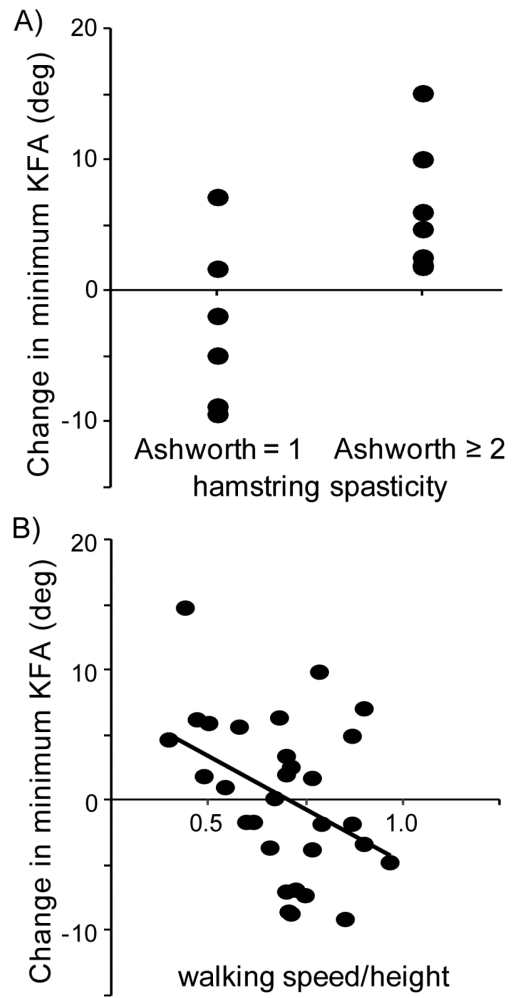 A)
Change in minimum KFA (deg)
20
10
0
-10
Ashworth = 1
Ashworth ≥ 2
hamstring spasticity
B)
Change in minimum KFA (deg)
20
10
0
0.5
1.0
-10
walking speed/height